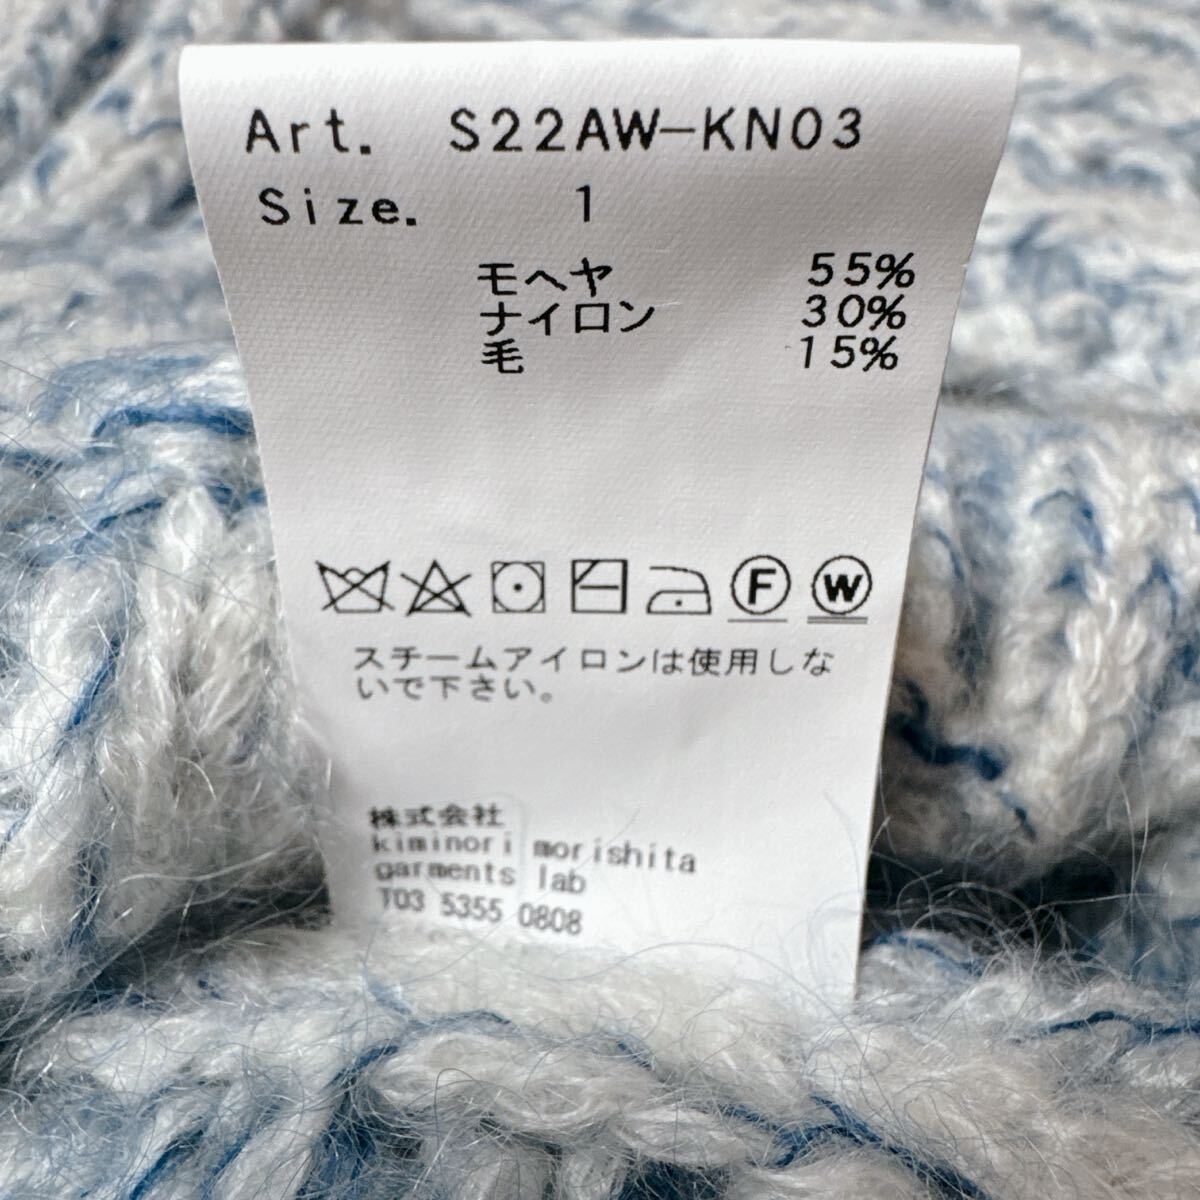 Art. S22AW-KN03
Size. 1
モヘヤ 55%
ナイロン 30%
毛 15%
F W
スチームアイロンは使用しな
いで下さい。
株式会社
kiminori morishita
garments lab
T03 5355 0808